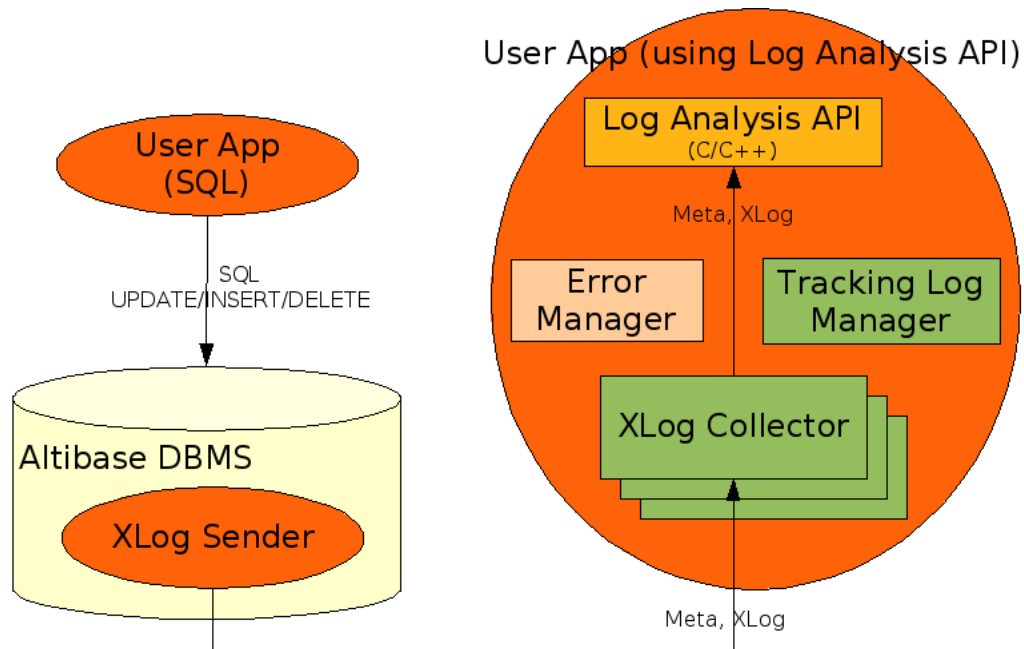 User App
(SQL)
SQL
UPDATE/INSERT/DELETE
Altibase DBMS
XLog Sender
User App (using Log Analysis API)
Log Analysis API
(C/C++)
Meta, XLog
Error
Manager
Tracking Log
Manager
XLog Collector
Meta, XLog